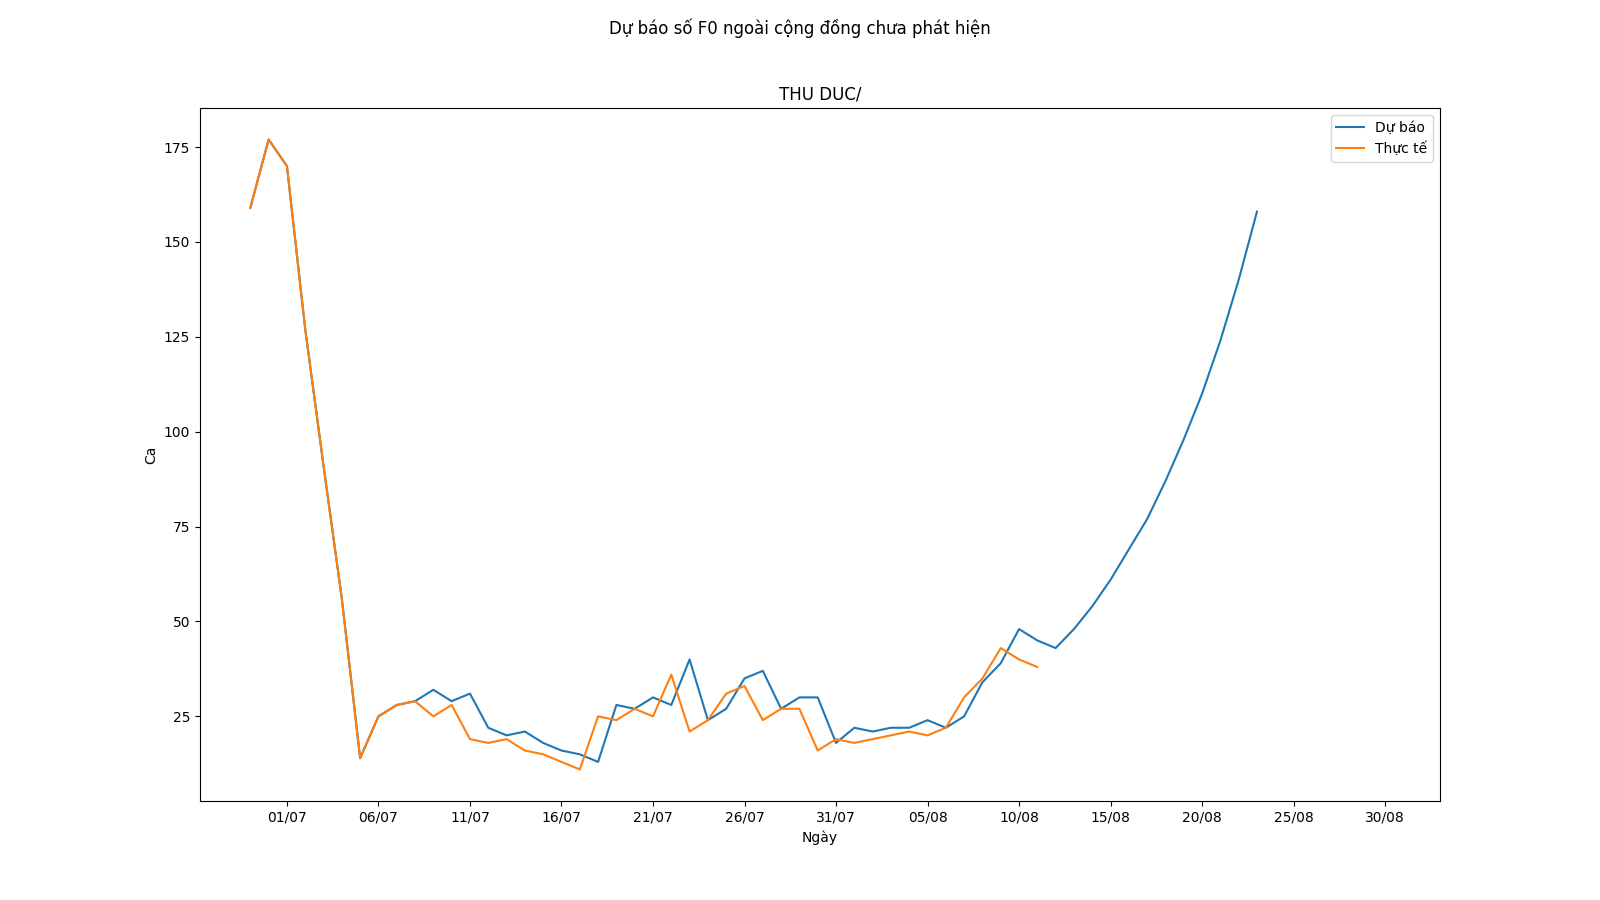 Dự báo số F0 ngoài cộng đồng chưa phát hiện
THU DUC/
Dự báo
Thực tế
175
150
125
100
75
50
25
Ca
01/07 06/07 11/07 16/07 21/07 26/07 31/07 05/08 10/08 15/08 20/08 25/08 30/08
Ngày